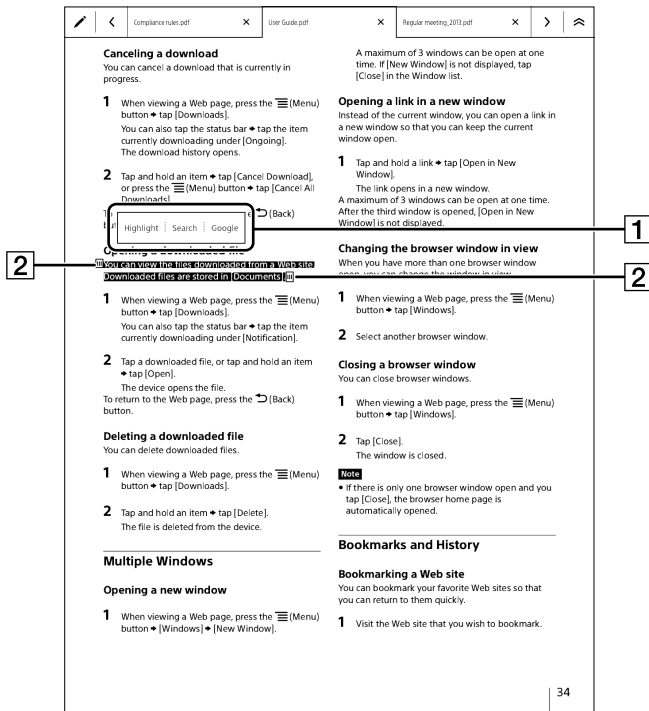 Compliance rules.pdf
User Guide.pdf
Regular meeting_2013.pdf
Canceling a download
You can cancel a download that is currently in
progress.
1 When viewing a Web page, press the (Menu)
button ➜ tap [Downloads].
You can also tap the status bar ➜ tap the item
currently downloading under [Ongoing].
The download history opens.
2 Tap and hold an item ➜ tap [Cancel Download],
or press the (Menu) button ➜ tap [Cancel All
Downloads]
(Back)
Highlight Search Google
Opening a downloaded file
You can view the files downloaded from a Web site.
Downloaded files are stored in [Documents].
1 When viewing a Web page, press the (Menu)
button ➜ tap [Downloads].
You can also tap the status bar ➜ tap the item
currently downloading under [Notification].
2 Tap a downloaded file, or tap and hold an item
➜ tap [Open].
The device opens the file.
To return to the Web page, press the (Back)
button.
Deleting a downloaded file
You can delete downloaded files.
1 When viewing a Web page, press the (Menu)
button ➜ tap [Downloads].
2 Tap and hold an item ➜ tap [Delete].
The file is deleted from the device.
Multiple Windows
Opening a new window
1 When viewing a Web page, press the (Menu)
button ➜ [Windows] ➜ [New Window].
A maximum of 3 windows can be open at one
time. If [New Window] is not displayed, tap
[Close] in the Window list.
Opening a link in a new window
Instead of the current window, you can open a link in
a new window so that you can keep the current
window open.
1 Tap and hold a link ➜ tap [Open in New
Window].
The link opens in a new window.
A maximum of 3 windows can be open at one time.
After the third window is opened, [Open in New
Window] is not displayed.
Changing the browser window in view
When you have more than one browser window
open, you can change the window in view.
1 When viewing a Web page, press the (Menu)
button ➜ tap [Windows].
2 Select another browser window.
Closing a browser window
You can close browser windows.
1 When viewing a Web page, press the (Menu)
button ➜ tap [Windows].
2 Tap [Close].
The window is closed.
Note
• If there is only one browser window open and you
tap [Close], the browser home page is
automatically opened.
Bookmarks and History
Bookmarking a Web site
You can bookmark your favorite Web sites so that
you can return to them quickly.
1 Visit the Web site that you wish to bookmark.
34
1
2
2